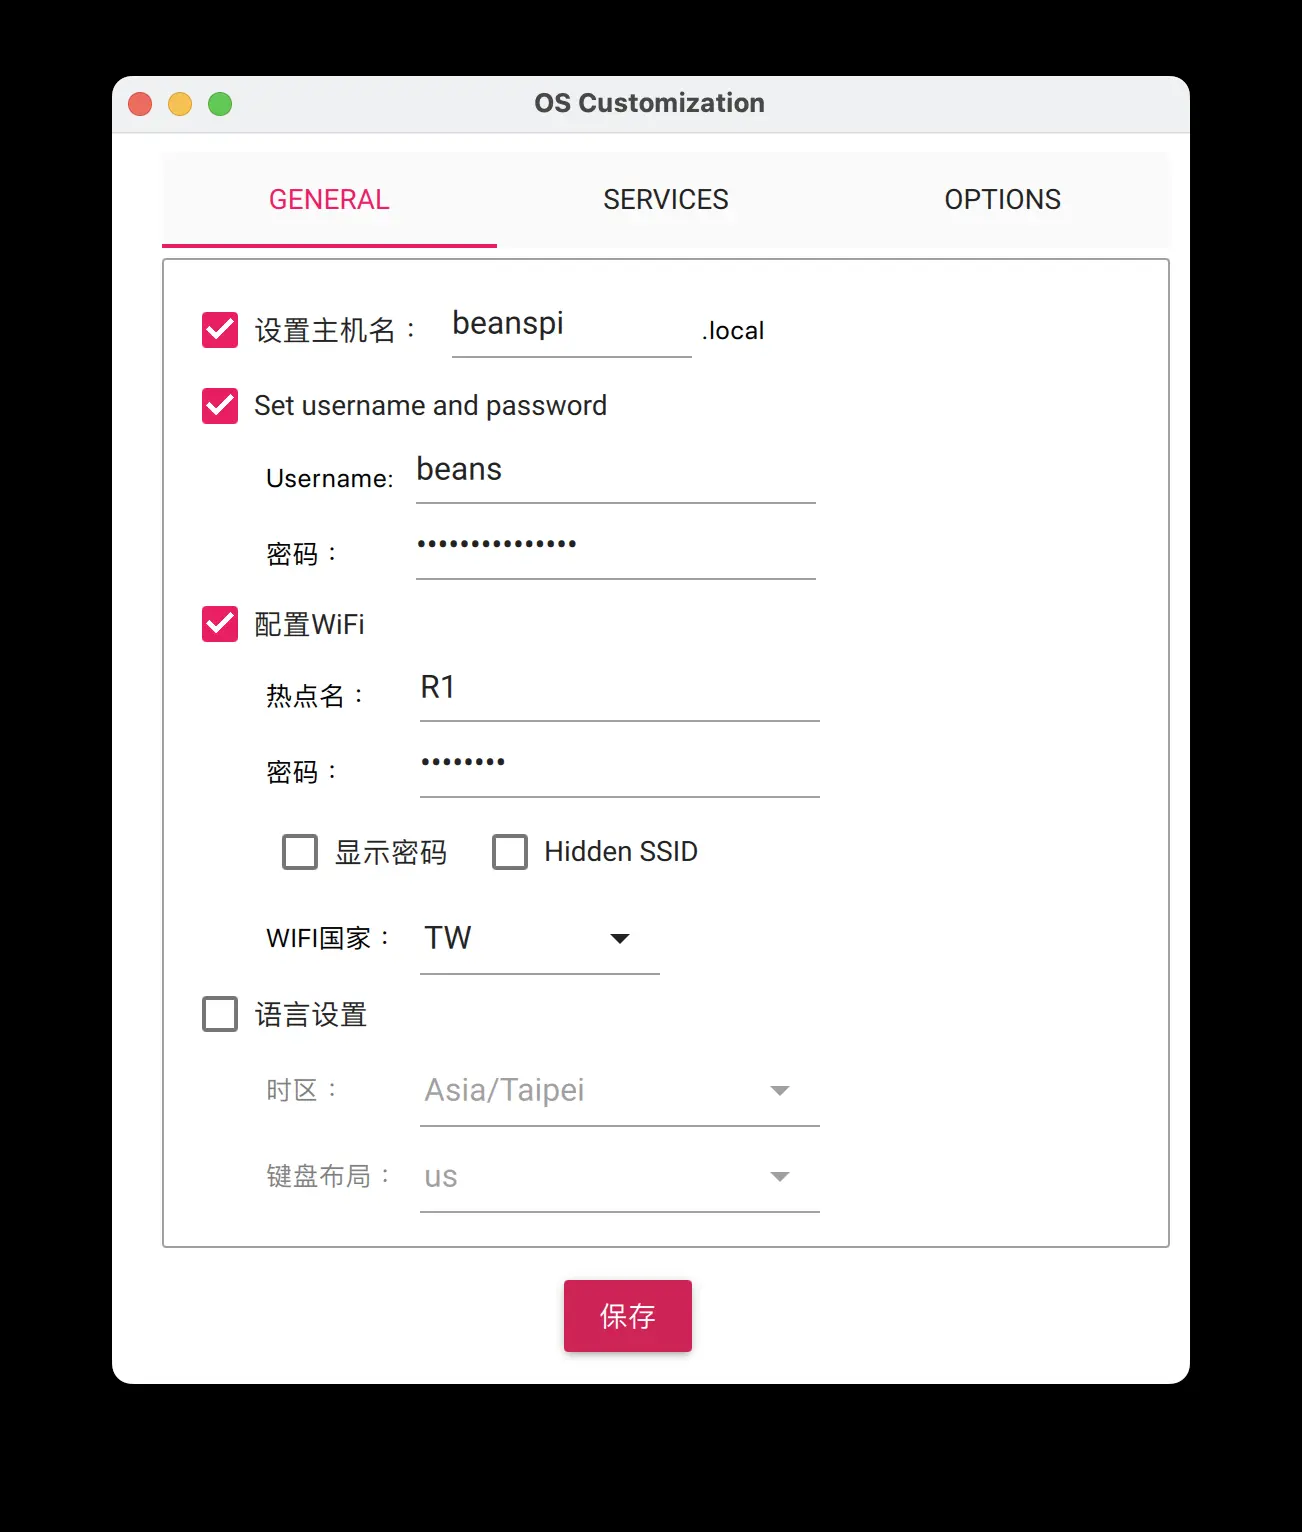 OS Customization
GENERAL SERVICES OPTIONS
设置主机名： beanspi .local
Set username and password
Username: beans
密码： •••••••••••••••
配置WiFi
热点名： R1
密码： ••••••••
显示密码 Hidden SSID
WIFI国家： TW
语言设置
时区： Asia/Taipei
键盘布局： us
保存